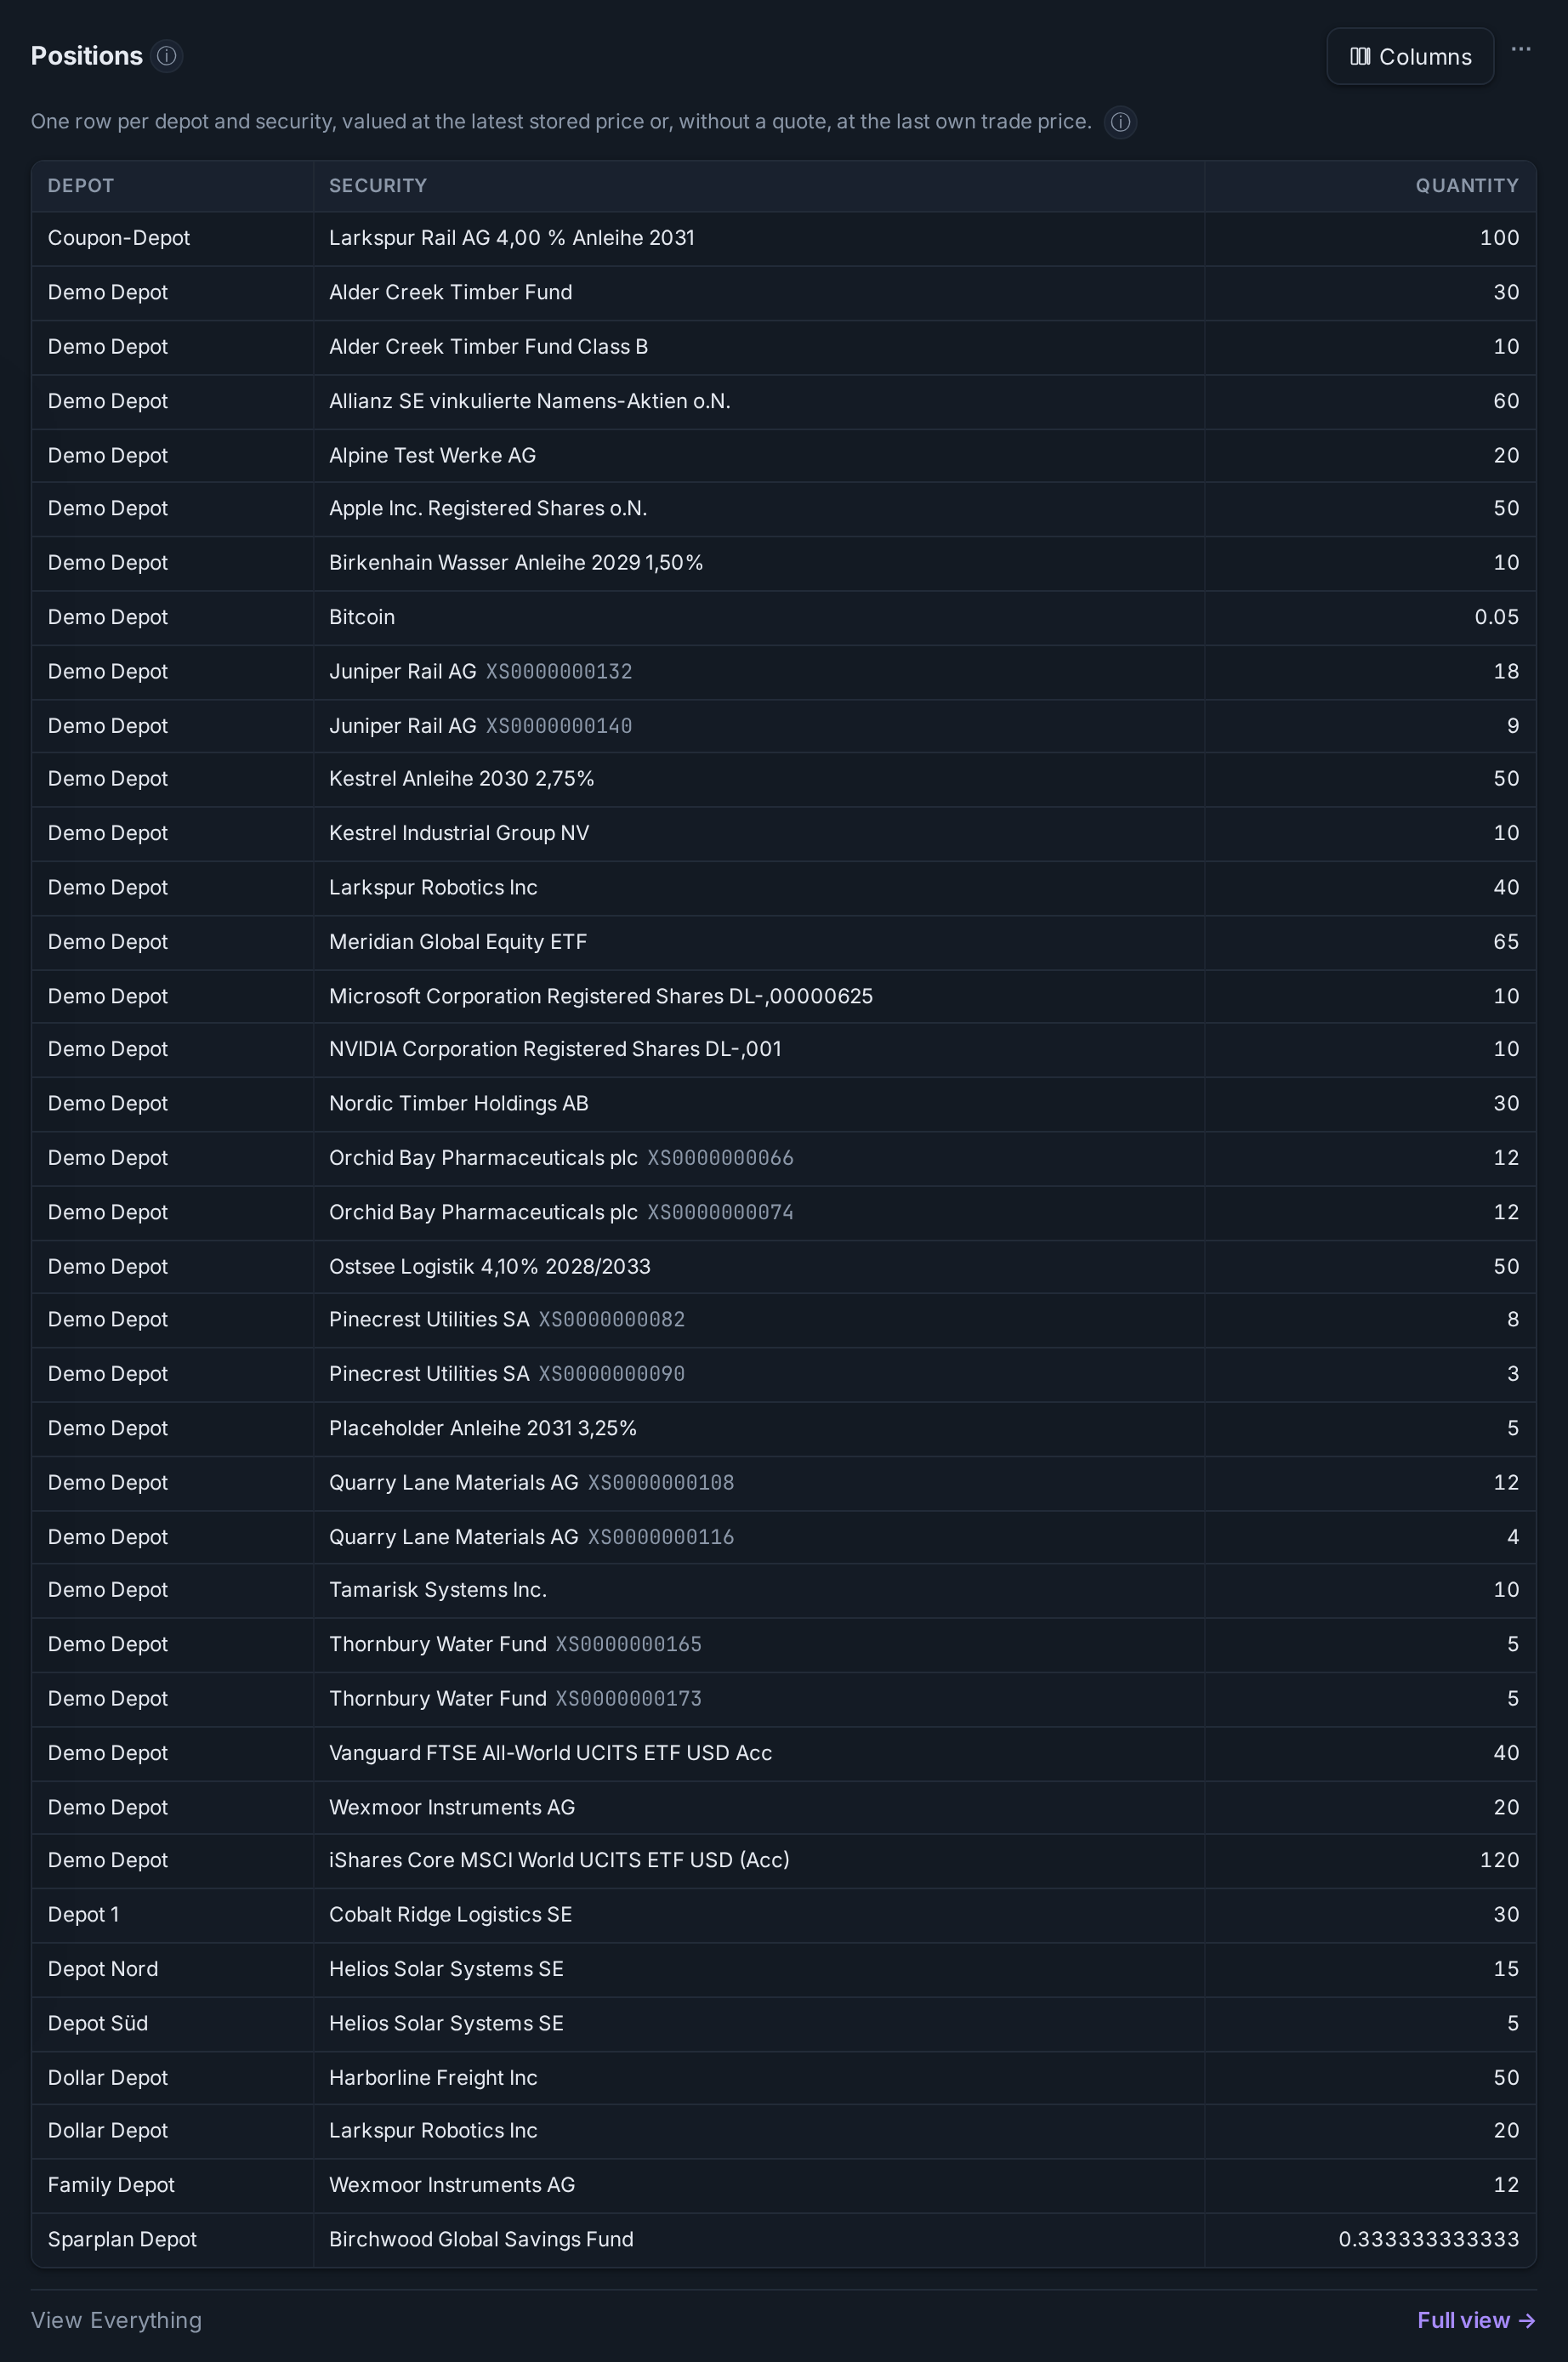 Positions ⓘ
Columns ...
One row per depot and security, valued at the latest stored price or, without a quote, at the last own trade price. ⓘ
DEPOT SECURITY QUANTITY
Coupon-Depot Larkspur Rail AG 4,00 % Anleihe 2031 100
Demo Depot Alder Creek Timber Fund 30
Demo Depot Alder Creek Timber Fund Class B 10
Demo Depot Allianz SE vinkulierte Namens-Aktien o.N. 60
Demo Depot Alpine Test Werke AG 20
Demo Depot Apple Inc. Registered Shares o.N. 50
Demo Depot Birkenhain Wasser Anleihe 2029 1,50% 10
Demo Depot Bitcoin 0.05
Demo Depot Juniper Rail AG XS0000000132 18
Demo Depot Juniper Rail AG XS0000000140 9
Demo Depot Kestrel Anleihe 2030 2,75% 50
Demo Depot Kestrel Industrial Group NV 10
Demo Depot Larkspur Robotics Inc 40
Demo Depot Meridian Global Equity ETF 65
Demo Depot Microsoft Corporation Registered Shares DL-,00000625 10
Demo Depot NVIDIA Corporation Registered Shares DL-,001 10
Demo Depot Nordic Timber Holdings AB 30
Demo Depot Orchid Bay Pharmaceuticals plc XS0000000066 12
Demo Depot Orchid Bay Pharmaceuticals plc XS0000000074 12
Demo Depot Ostsee Logistik 4,10% 2028/2033 50
Demo Depot Pinecrest Utilities SA XS0000000082 8
Demo Depot Pinecrest Utilities SA XS0000000090 3
Demo Depot Placeholder Anleihe 2031 3,25% 5
Demo Depot Quarry Lane Materials AG XS0000000108 12
Demo Depot Quarry Lane Materials AG XS0000000116 4
Demo Depot Tamarisk Systems Inc. 10
Demo Depot Thornbury Water Fund XS0000000165 5
Demo Depot Thornbury Water Fund XS0000000173 5
Demo Depot Vanguard FTSE All-World UCITS ETF USD Acc 40
Demo Depot Wexmoor Instruments AG 20
Demo Depot iShares Core MSCI World UCITS ETF USD (Acc) 120
Depot 1 Cobalt Ridge Logistics SE 30
Depot Nord Helios Solar Systems SE 15
Depot Süd Helios Solar Systems SE 5
Dollar Depot Harborline Freight Inc 50
Dollar Depot Larkspur Robotics Inc 20
Family Depot Wexmoor Instruments AG 12
Sparplan Depot Birchwood Global Savings Fund 0.333333333333
View Everything Full view →